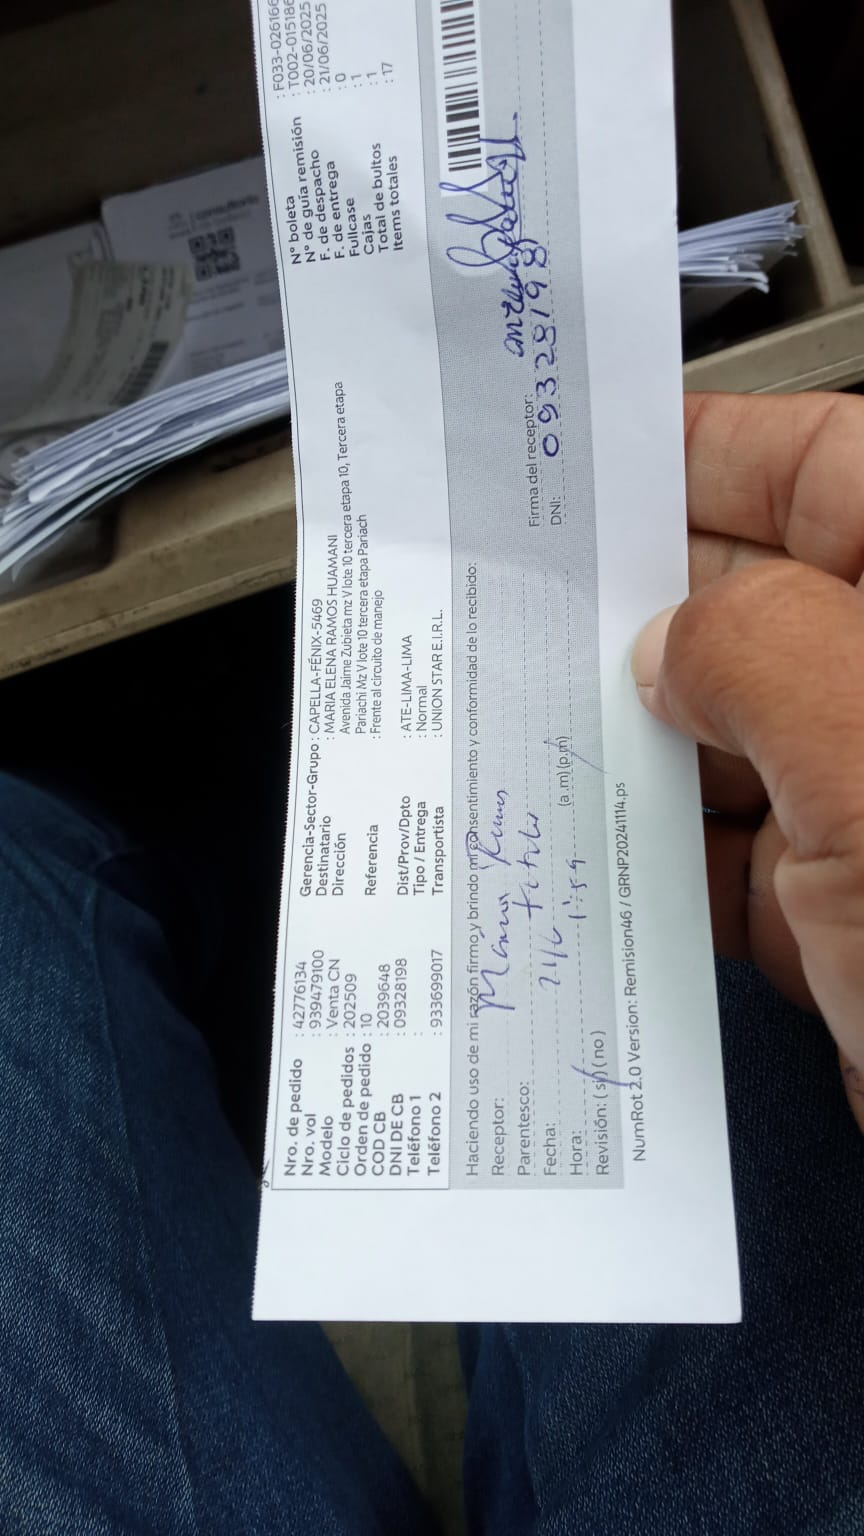 Nro. de pedido : 42776134
Nro. vol : 939479100
Modelo : Venta CN
Ciclo de pedidos : 202509
Orden de pedido : 10
COD CB : 2039648
DNI DE CB : 09328198
Teléfono 1 :
Teléfono 2 : 933699017
Gerencia-Sector-Grupo : CAPELLA-FÉNIX-5469
Destinatario : MARIA ELENA RAMOS HUAMANI
Dirección Avenida Jaime Zubieta mz V lote 10 tercera etapa 10, Tercera etapa
Pariachi Mz V lote 10 tercera etapa Pariach
Referencia : Frente al circuito de manejo
Dist/Prov/Dpto : ATE-LIMA-LIMA
Tipo / Entrega : Normal
Transportista : UNION STAR E.I.R.L.
N° boleta : F033-026166
N° de guía remisión : T002-015186
F. de despacho : 20/06/2025
F. de entrega : 21/06/2025
Fullcase : 0
Cajas : 1
Total de bultos : 1
Items totales : 17
Haciendo uso de mi razón firmo y brindo mi consentimiento y conformidad de lo recibido:
Receptor: Maria Ramos
Parentesco: titular
Fecha: 21/6
Hora: 1:59 (a.m)(p.m)
Revisión: ( si ) ( no )
Firma del receptor:
DNI: 09328198
NumRot 2.0 Version: Remision46 / GRNP20241114.ps